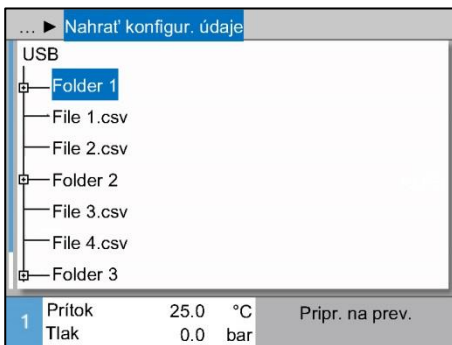 ... ► Nahrať konfigur. údaje
USB
Folder 1
File 1.csv
File 2.csv
Folder 2
File 3.csv
File 4.csv
Folder 3
1 Prítok 25.0 °C Pripr. na prev.
Tlak 0.0 bar